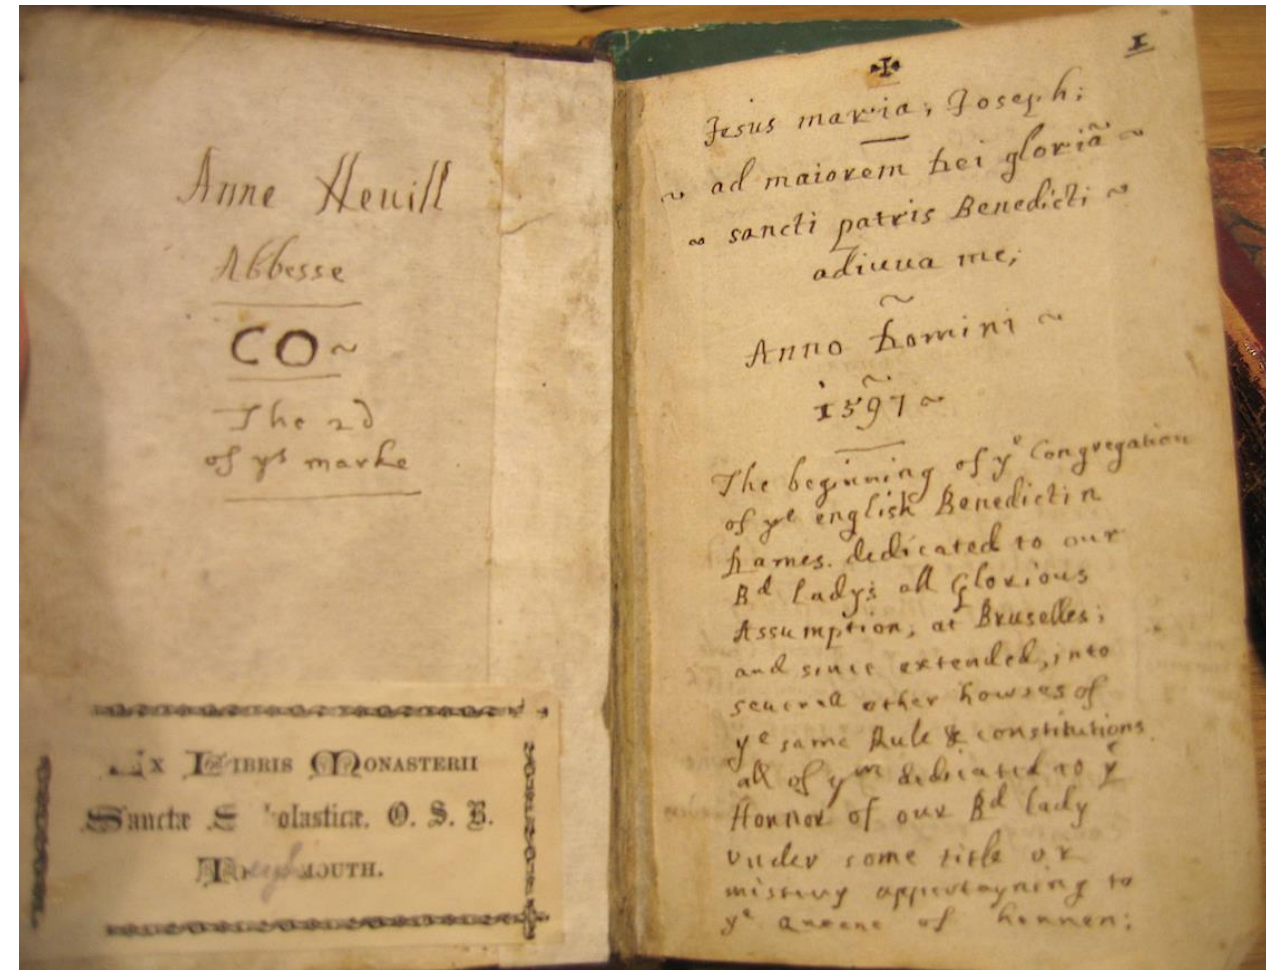 Anne Neuill
Abbesse
CO ~
The 2d
of ys marke
Ex Libris Monasterii
Sanctæ S olasticæ. O. S. B.
MOUTH.
1
✠
Jesus maria; Joseph;
~ ad maiorem Dei gloriã ~
~ sancti patris Benedicti ~
adiuua me;
Anno Domini ~
1597 ~
The beginning of ye Congregation
of ye english Benedictin
Dames. dedicated to our
Bd ladys all Glorious
Assumption, at Bruselles;
and since extended, into
seuerall other howses of
ye same Rule & constitutions
all of ym dedicated to ye
Honnor of our Bd lady
vnder some title or
mistery appertayning to
ye queene of heauen;